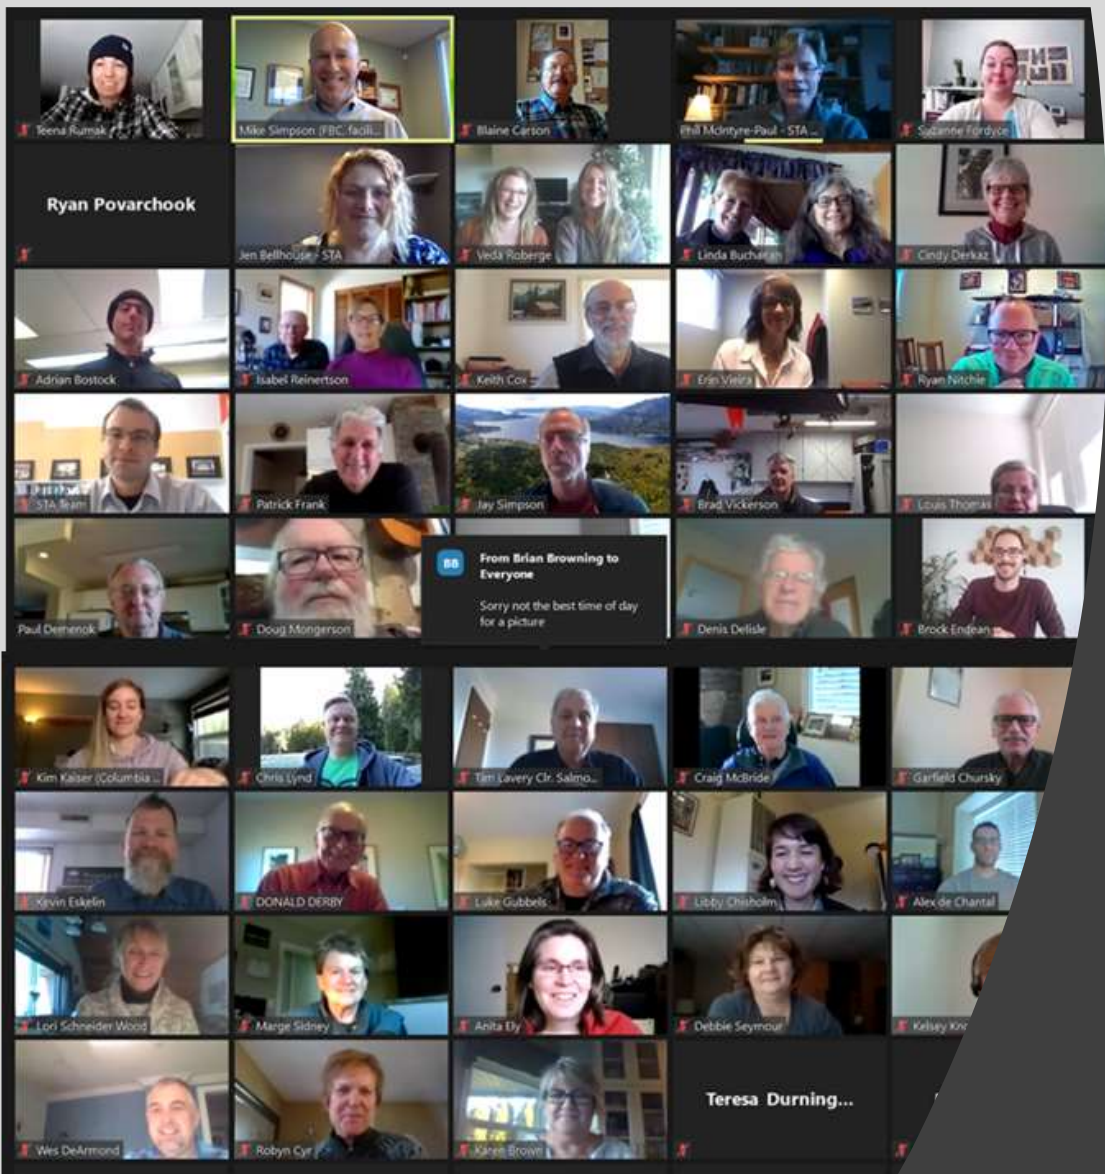 Teena Rumak
Mike Simpson (FBC, facili...
Blaine Carson
Phil McIntyre-Paul - STA ...
Suzanne Fordyce
Ryan Povarchook
Jen Bellhouse - STA
Veda Roberge
Linda Buchanan
Cindy Derkaz
Adrian Bostock
Isabel Reinertson
Keith Cox
Erin Vieira
Ryan Nitchie
STA Team
Patrick Frank
Jay Simpson
Brad Vickerson
Louis Thomas
Paul Demenok
Doug Mongerson
BB
From Brian Browning to
Everyone
Sorry not the best time of day
for a picture
Denis Delisle
Brock Endean
Kim Kaiser (Columbia ...
Chris Lynd
Tim Lavery Clr. Salmo...
Craig McBride
Garfield Chursky
Kevin Eskelin
DONALD DERBY
Luke Gubbels
Libby Chisholm
Alex de Chantal
Lori Schneider Wood
Marge Sidney
Anita Ely
Debbie Seymour
Kelsey
Wes DeArmond
Robyn Cyr
Karen Brown
Teresa Durning...